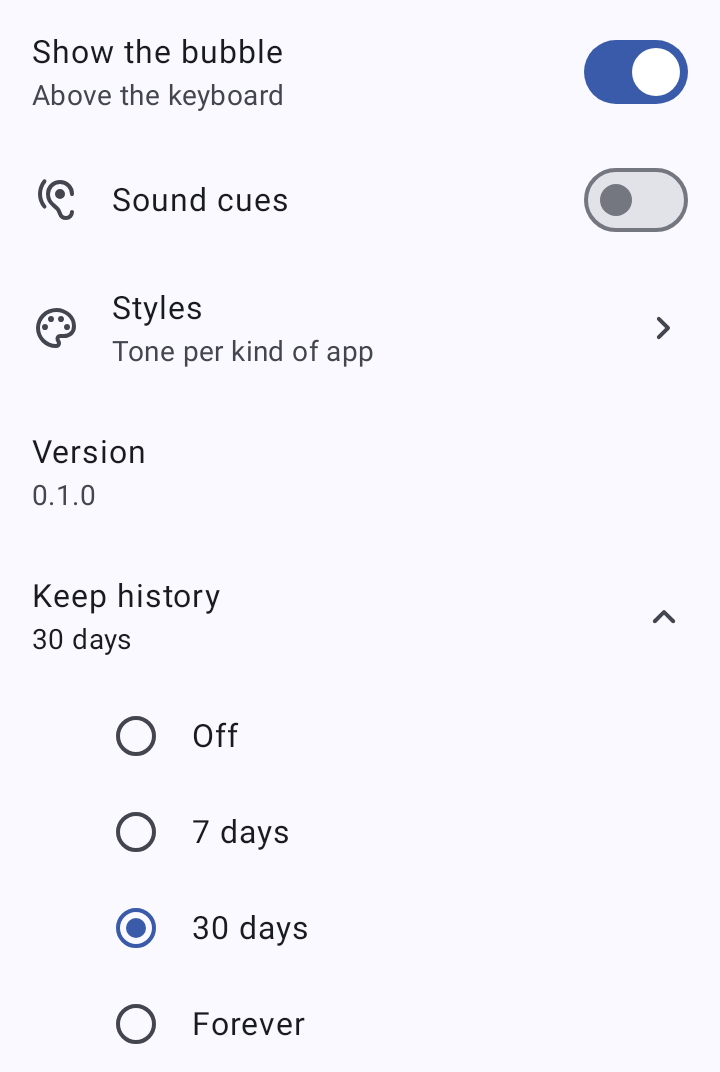 Show the bubble
Above the keyboard
Sound cues
Styles
Tone per kind of app
Version
0.1.0
Keep history
30 days
Off
7 days
30 days
Forever